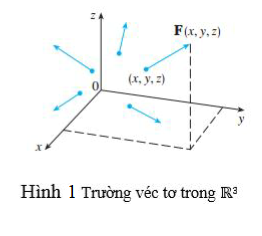 z
F(x, y, z)
0
(x, y, z)
y
x
Hình 1 Trường véc tơ trong ℝ³